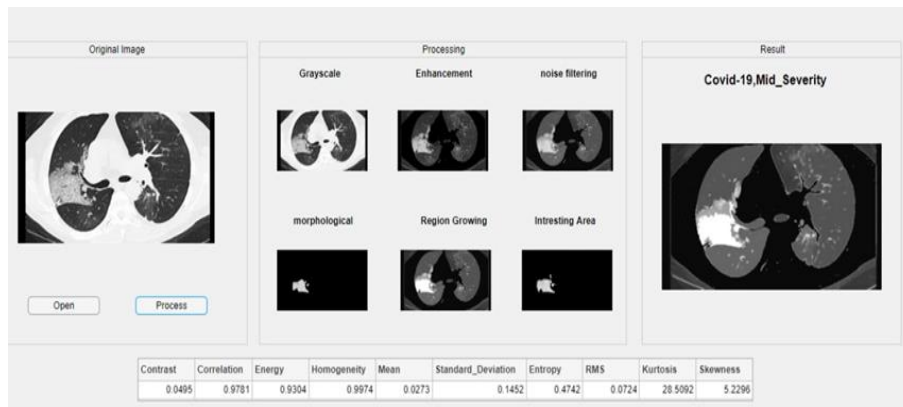 Original Image
Processing
Result
Grayscale
Enhancement
noise filtering
Covid-19,Mid_Severity
morphological
Region Growing
Intresting Area
Open
Process
Contrast Correlation Energy Homogeneity Mean Standard_Deviation Entropy RMS Kurtosis Skewness
0.0495 0.9781 0.9304 0.9974 0.0273 0.1452 0.4742 0.0724 28.5092 5.2296